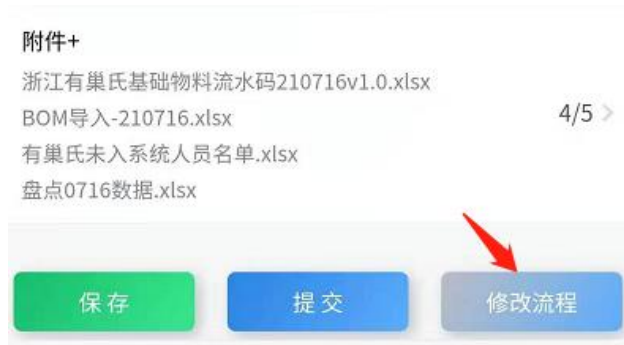 附件+
浙江有巢氏基础物料流水码210716v1.0.xlsx
BOM导入-210716.xlsx
4/5
有巢氏未入系统人员名单.xlsx
盘点0716数据.xlsx
保存
提交
修改流程